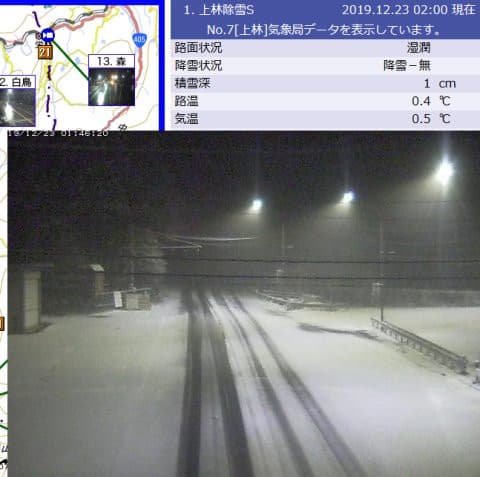 1. 上林除雪S 2019.12.23 02:00 現在
No.7[上林]気象局データを表示しています。
路面状況 湿潤
降雪状況 降雪－無
積雪深 1 cm
路温 0.4 ℃
気温 0.5 ℃
405
21
13. 森
2. 白鳥
19/12/23 01:46:20